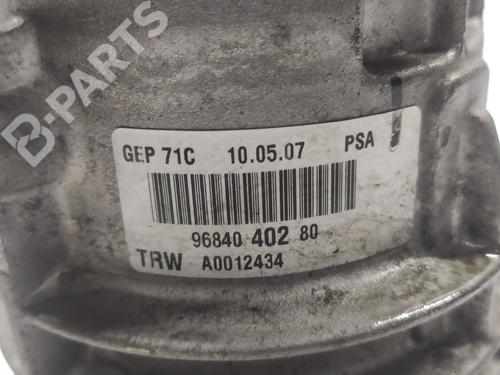 B-PARTS
GEP 71C 10.05.07 PSA
96840 402 80
TRW A0012434